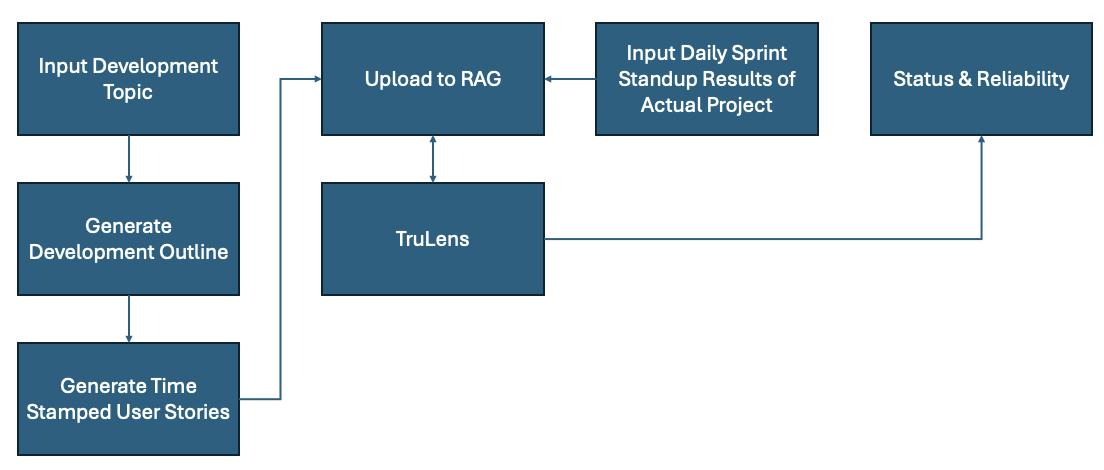 Input Development
Topic
Generate
Development Outline
Generate Time
Stamped User Stories
Upload to RAG
TruLens
Input Daily Sprint
Standup Results of
Actual Project
Status & Reliability